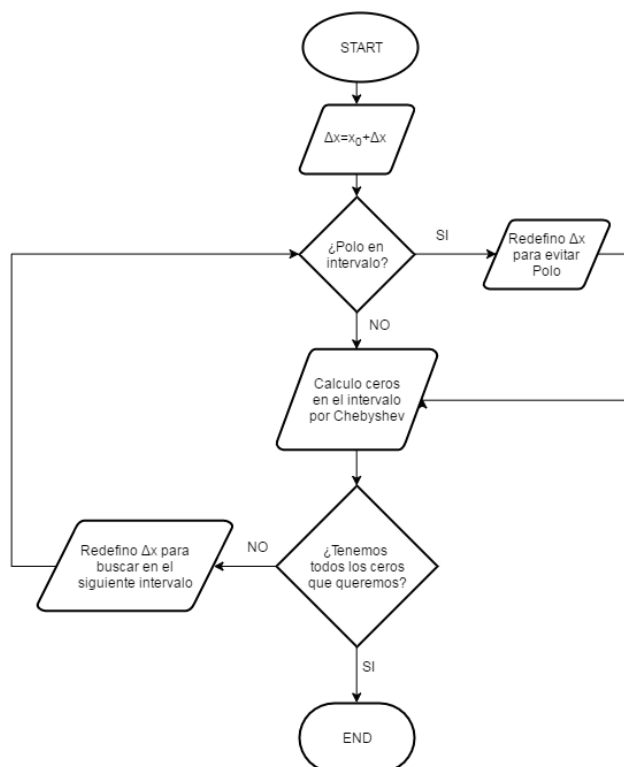 START
Δx=x₀+Δx
¿Polo en
intervalo?
SI
Redefino Δx
para evitar
Polo
NO
Calculo ceros
en el intervalo
por Chebyshev
¿Tenemos
todos los ceros
que queremos?
NO
Redefino Δx para
buscar en el
siguiente intervalo
SI
END